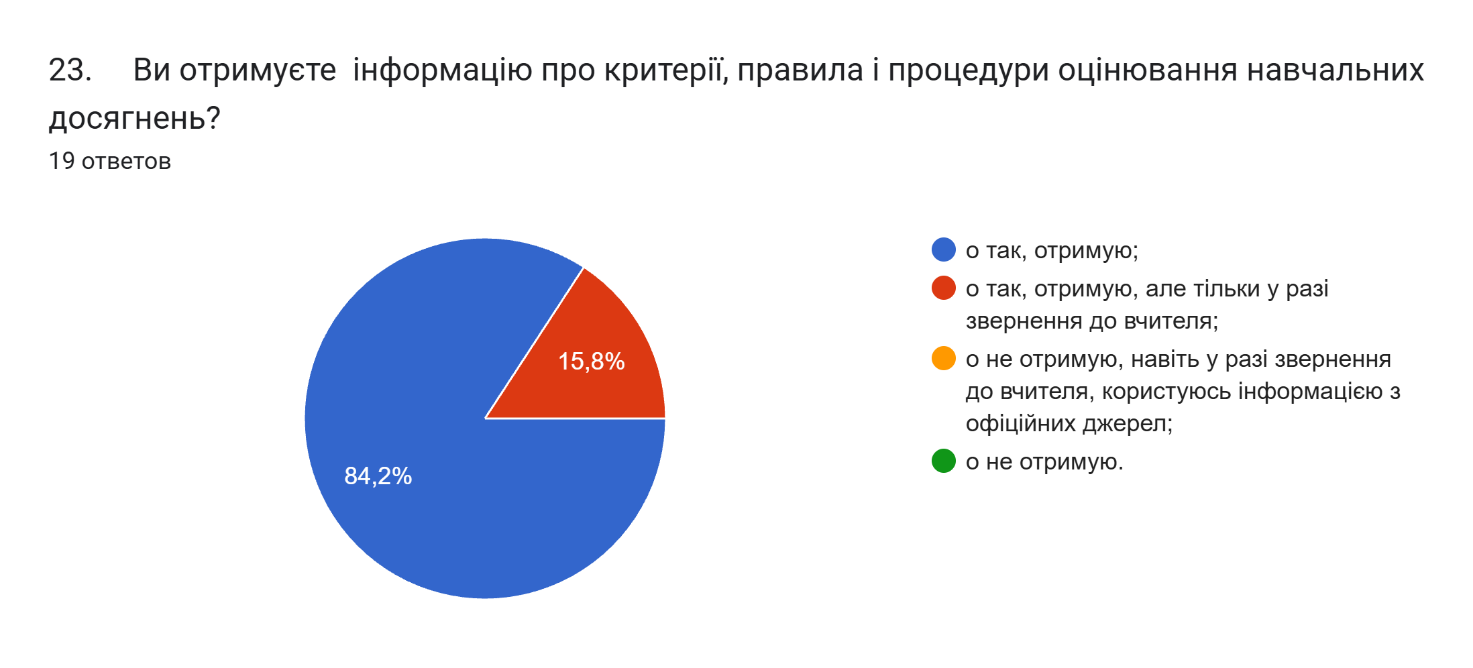 23. Ви отримуєте інформацію про критерії, правила і процедури оцінювання навчальних
досягнень?
19 ответов
о так, отримую;
о так, отримую, але тільки у разі
звернення до вчителя;
о не отримую, навіть у разі звернення
до вчителя, користуюсь інформацією з
офіційних джерел;
о не отримую.
15,8%
84,2%